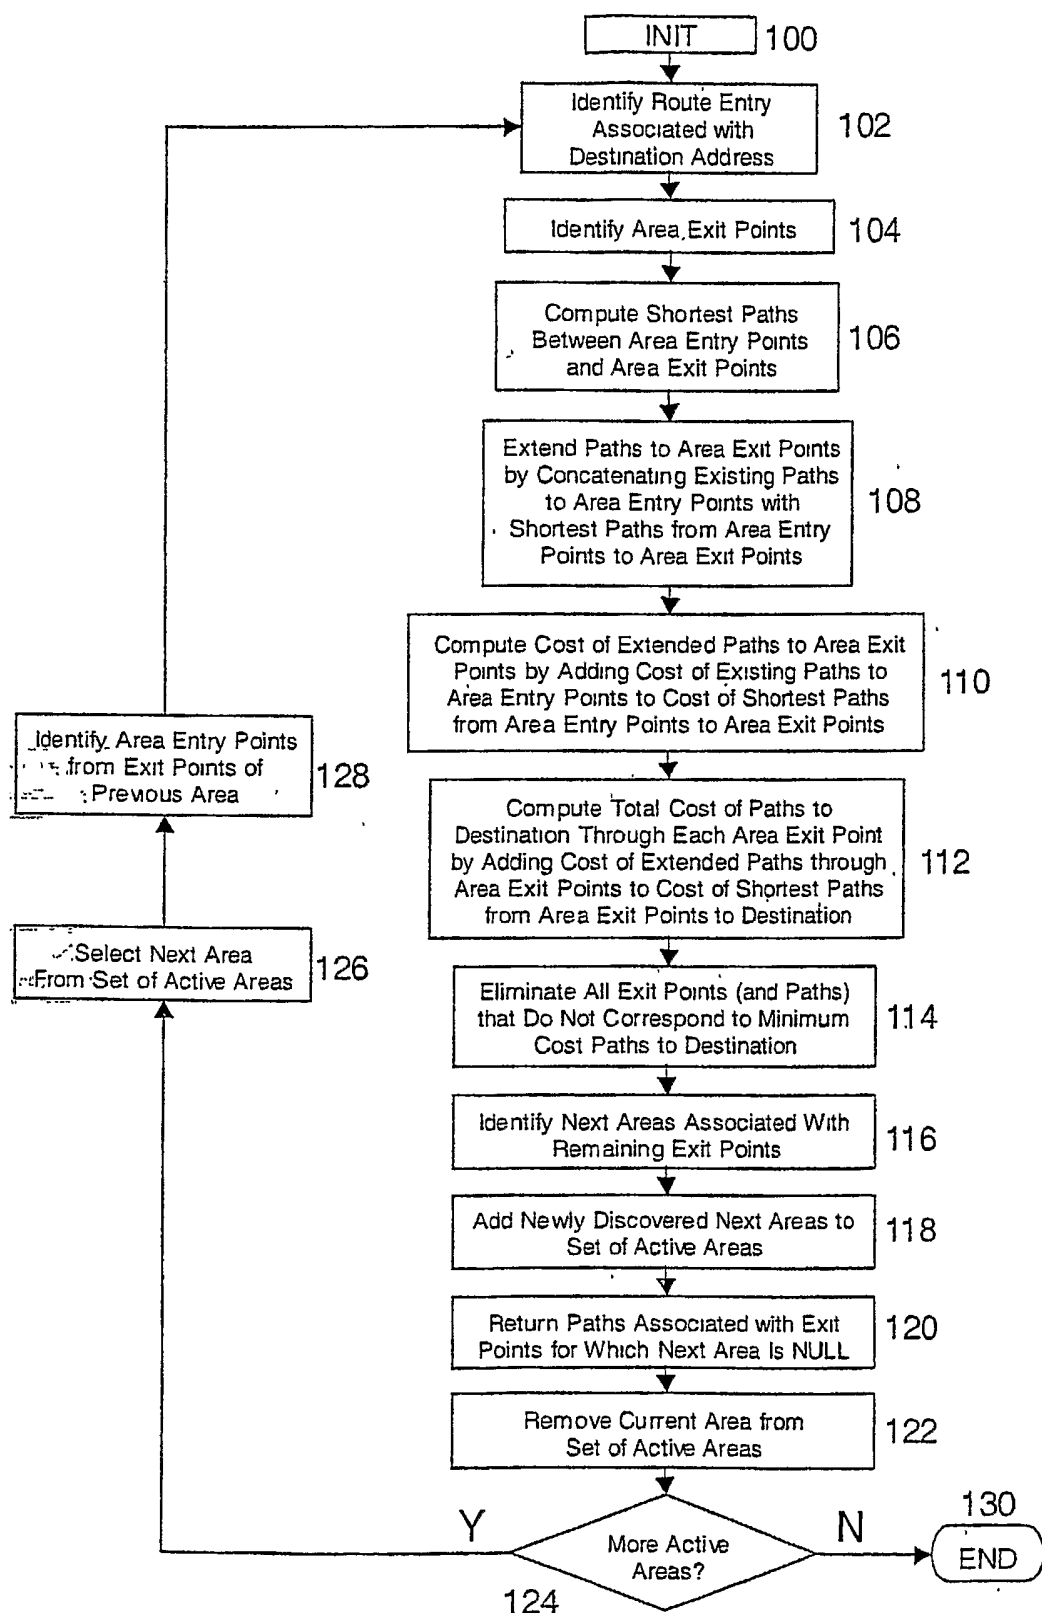 INIT
100
Identify Route Entry
Associated with
Destination Address
102
Identify Area Exit Points
104
Compute Shortest Paths
Between Area Entry Points
and Area Exit Points
106
Extend Paths to Area Exit Points
by Concatenating Existing Paths
to Area Entry Points with
Shortest Paths from Area Entry
Points to Area Exit Points
108
Compute Cost of Extended Paths to Area Exit
Points by Adding Cost of Existing Paths to
Area Entry Points to Cost of Shortest Paths
from Area Entry Points to Area Exit Points
110
Compute Total Cost of Paths to
Destination Through Each Area Exit Point
by Adding Cost of Extended Paths through
Area Exit Points to Cost of Shortest Paths
from Area Exit Points to Destination
112
Eliminate All Exit Points (and Paths)
that Do Not Correspond to Minimum
Cost Paths to Destination
114
Identify Next Areas Associated With
Remaining Exit Points
116
Add Newly Discovered Next Areas to
Set of Active Areas
118
Return Paths Associated with Exit
Points for Which Next Area Is NULL
120
Remove Current Area from
Set of Active Areas
122
More Active
Areas?
124
Y
N
130
END
Select Next Area
From Set of Active Areas
126
Identify Area Entry Points
from Exit Points of
Previous Area
128